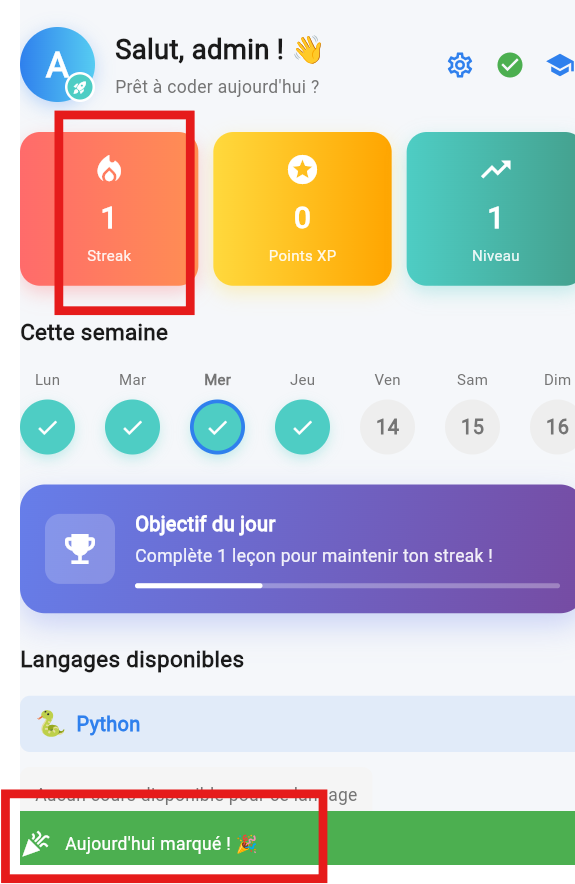 A
Salut, admin ! 👋
Prêt à coder aujourd'hui ?
1
Streak
0
Points XP
1
Niveau
Cette semaine
Lun Mar Mer Jeu Ven Sam Dim
14 15 16
Objectif du jour
Complète 1 leçon pour maintenir ton streak !
Langages disponibles
🐍 Python
Aucun cours disponible pour ce langage
Aujourd'hui marqué ! 🎉